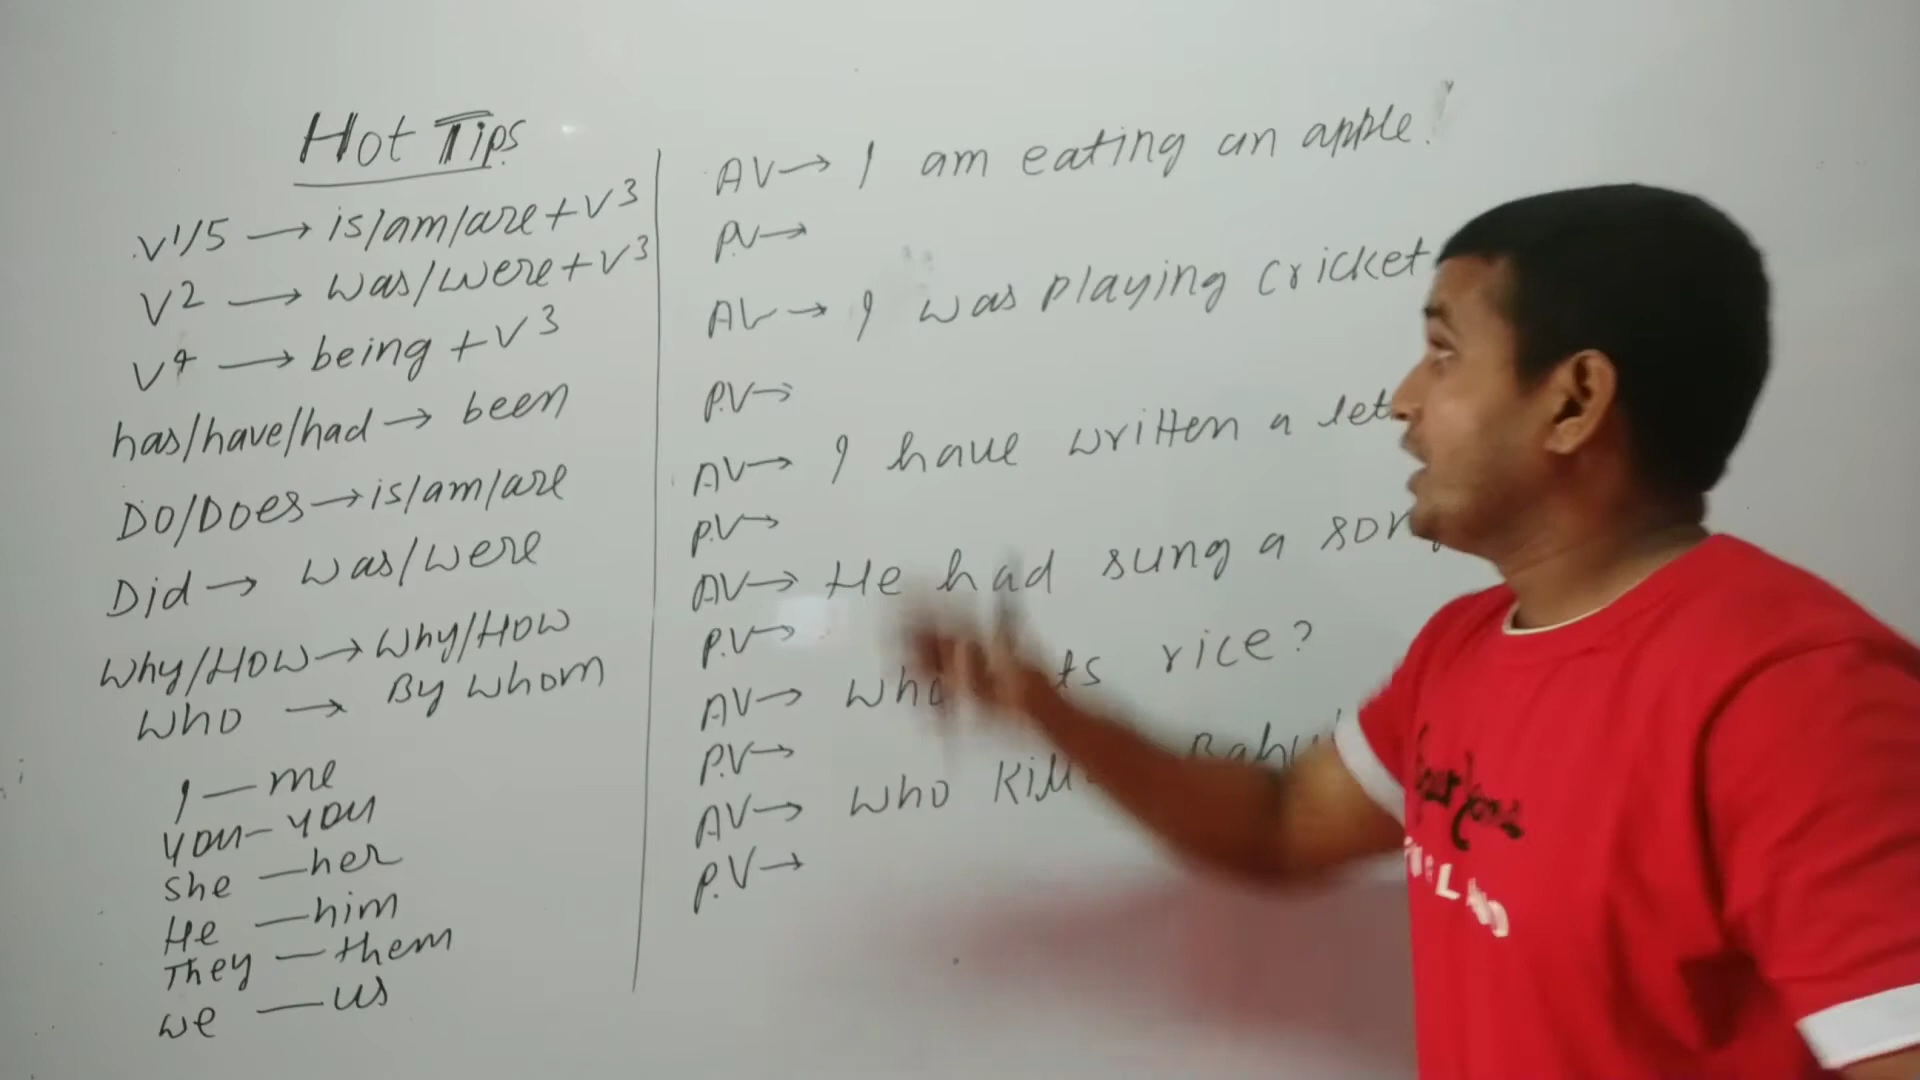 Hot Tips
V1/5 → is/am/are + V3
V2 → was/were + V3
V4 → being + V3
has/have/had → been
Do/Does → is/am/are
Did → was/were
Why/How → Why/How
Who → By whom
I — me
You — You
She — her
He — him
They — them
we — us
AV → I am eating an apple.
P.V →
AV → I was playing cricket
P.V →
AV → I have written a
P.V →
AV → He had sung a
P.V →
AV → rice?
P.V →
AV → Who
P.V →